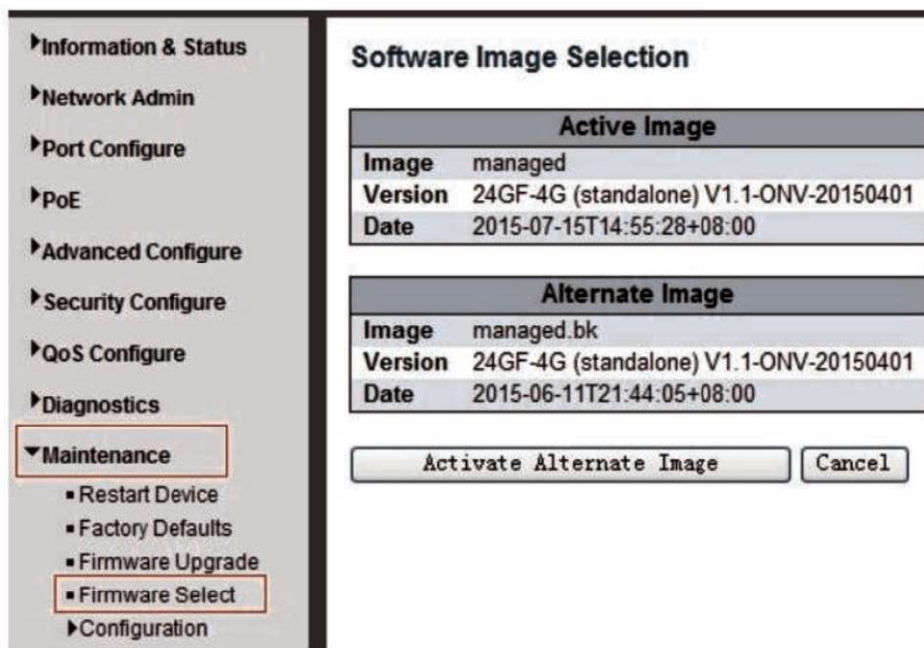 Information & Status
Network Admin
Port Configure
PoE
Advanced Configure
Security Configure
QoS Configure
Diagnostics
Maintenance
Restart Device
Factory Defaults
Firmware Upgrade
Firmware Select
Configuration
Software Image Selection
Active Image
Image managed
Version 24GF-4G (standalone) V1.1-ONV-20150401
Date 2015-07-15T14:55:28+08:00
Alternate Image
Image managed.bk
Version 24GF-4G (standalone) V1.1-ONV-20150401
Date 2015-06-11T21:44:05+08:00
Activate Alternate Image Cancel